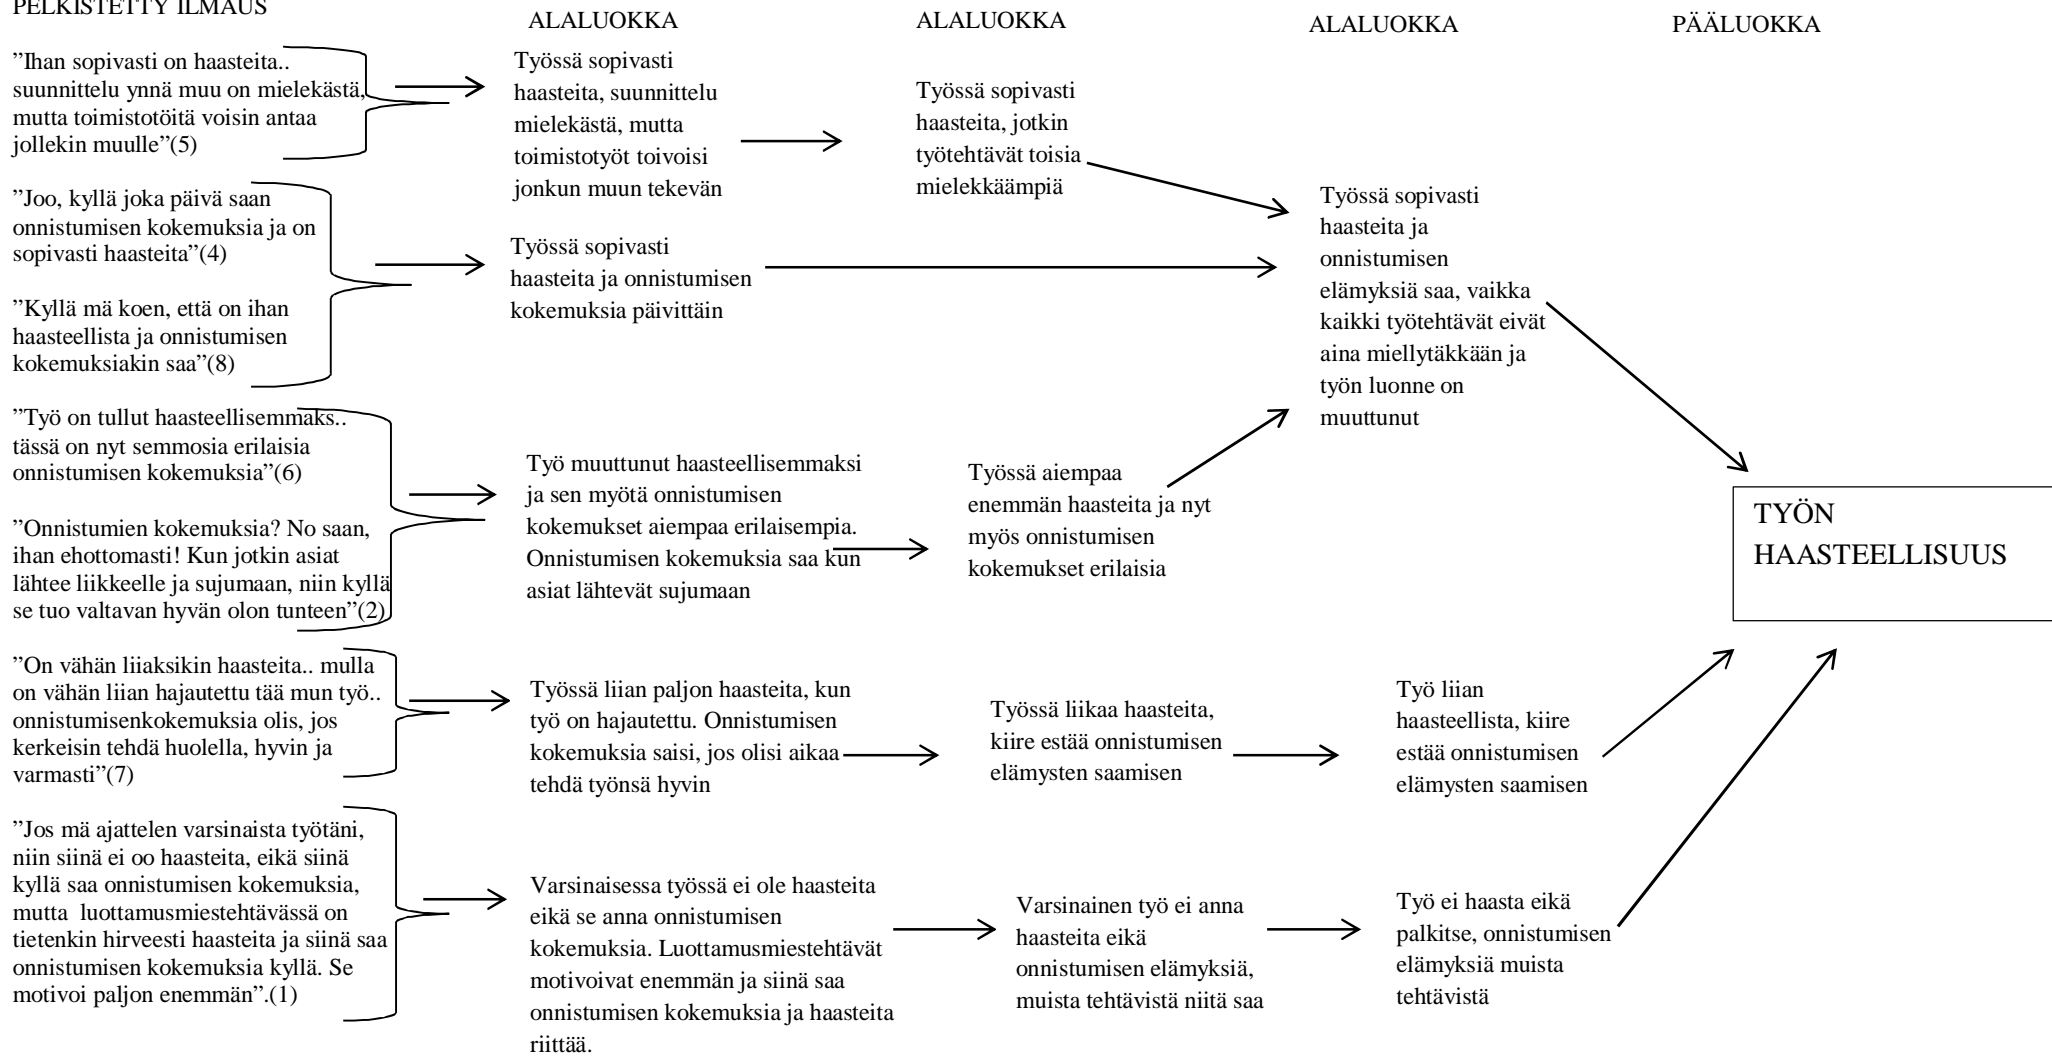 PELKISTETTY ILMAUS
ALALUOKKA
ALALUOKKA
ALALUOKKA
PÄÄLUOKKA
”Ihan sopivasti on haasteita..
suunnittelu ynnä muu on mielekästä,
mutta toimistotöitä voisin antaa
jollekin muulle”(5)
”Joo, kyllä joka päivä saan
onnistumisen kokemuksia ja on
sopivasti haasteita”(4)
”Kyllä mä koen, että on ihan
haasteellista ja onnistumisen
kokemuksiakin saa”(8)
”Työ on tullut haasteellisemmaks..
tässä on nyt semmosia erilaisia
onnistumisen kokemuksia”(6)
”Onnistumien kokemuksia? No saan,
ihan ehottomasti! Kun jotkin asiat
lähtee liikkeelle ja sujumaan, niin kyllä
se tuo valtavan hyvän olon tunteen”(2)
”On vähän liiaksikin haasteita.. mulla
on vähän liian hajautettu tää mun työ..
onnistumisenkokemuksia olis, jos
kerkeisin tehdä huolella, hyvin ja
varmasti”(7)
”Jos mä ajattelen varsinaista työtäni,
niin siinä ei oo haasteita, eikä siinä
kyllä saa onnistumisen kokemuksia,
mutta  luottamusmiestehtävässä on
tietenkin hirveesti haasteita ja siinä saa
onnistumisen kokemuksia kyllä. Se
motivoi paljon enemmän”.(1)
Työssä sopivasti
haasteita, suunnittelu
mielekästä, mutta
toimistotyöt toivoisi
jonkun muun tekevän
Työssä sopivasti
haasteita ja onnistumisen
kokemuksia päivittäin
Työ muuttunut haasteellisemmaksi
ja sen myötä onnistumisen
kokemukset aiempaa erilaisempia.
Onnistumisen kokemuksia saa kun
asiat lähtevät sujumaan
Työssä liian paljon haasteita, kun
työ on hajautettu. Onnistumisen
kokemuksia saisi, jos olisi aikaa
tehdä työnsä hyvin
Varsinaisessa työssä ei ole haasteita
eikä se anna onnistumisen
kokemuksia. Luottamusmiestehtävät
motivoivat enemmän ja siinä saa
onnistumisen kokemuksia ja haasteita
riittää.
Työssä sopivasti
haasteita, jotkin
työtehtävät toisia
mielekkäämpiä
Työssä aiempaa
enemmän haasteita ja nyt
myös onnistumisen
kokemukset erilaisia
Työssä liikaa haasteita,
kiire estää onnistumisen
elämysten saamisen
Varsinainen työ ei anna
haasteita eikä
onnistumisen elämyksiä,
muista tehtävistä niitä saa
Työssä sopivasti
haasteita ja
onnistumisen
elämyksiä saa, vaikka
kaikki työtehtävät eivät
aina miellytäkkään ja
työn luonne on
muuttunut
Työ liian
haasteellista, kiire
estää onnistumisen
elämysten saamisen
Työ ei haasta eikä
palkitse, onnistumisen
elämyksiä muista
tehtävistä
TYÖN
HAASTEELLISUUS